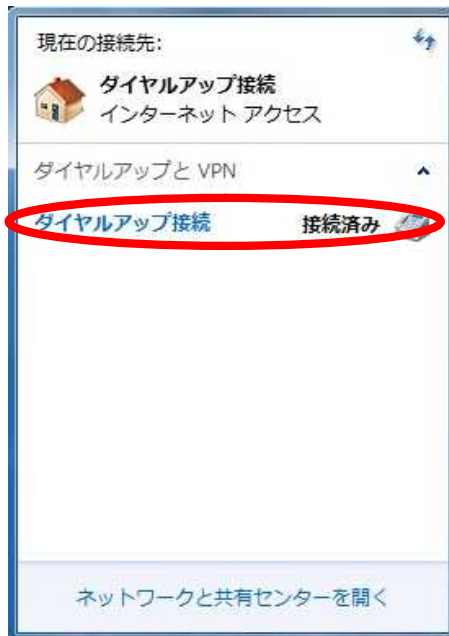 現在の接続先:
ダイヤルアップ接続
インターネット アクセス
ダイヤルアップと VPN
ダイヤルアップ接続 接続済み
ネットワークと共有センターを開く